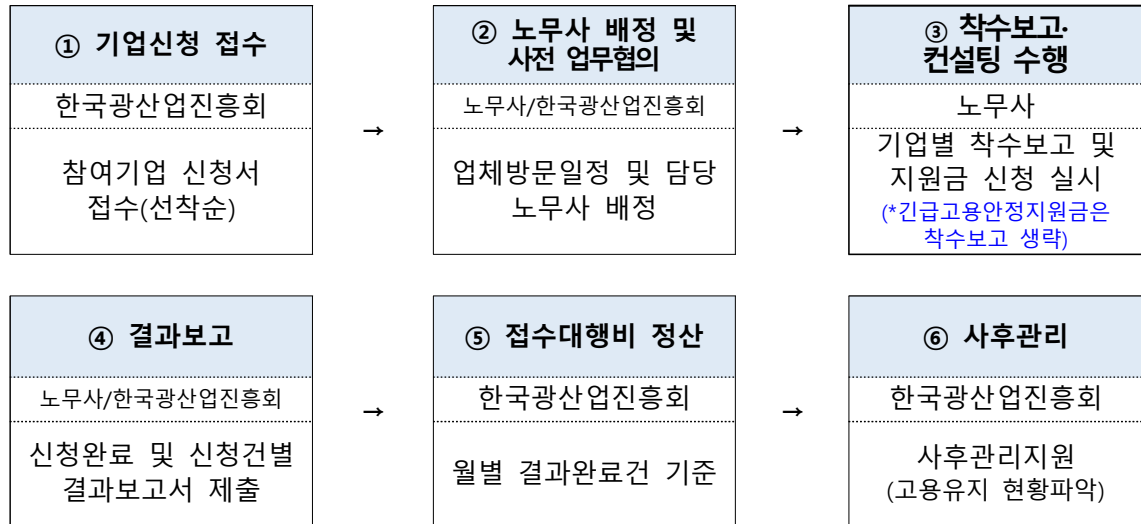 ① 기업신청 접수
한국광산업진흥회
참여기업 신청서
접수(선착순)
→
② 노무사 배정 및
사전 업무협의
노무사/한국광산업진흥회
업체방문일정 및 담당
노무사 배정
→
③ 착수보고·
컨설팅 수행
노무사
기업별 착수보고 및
지원금 신청 실시
(*긴급고용안정지원금은
착수보고 생략)
④ 결과보고
노무사/한국광산업진흥회
신청완료 및 신청건별
결과보고서 제출
→
⑤ 접수대행비 정산
한국광산업진흥회
월별 결과완료건 기준
→
⑥ 사후관리
한국광산업진흥회
사후관리지원
(고용유지 현황파악)